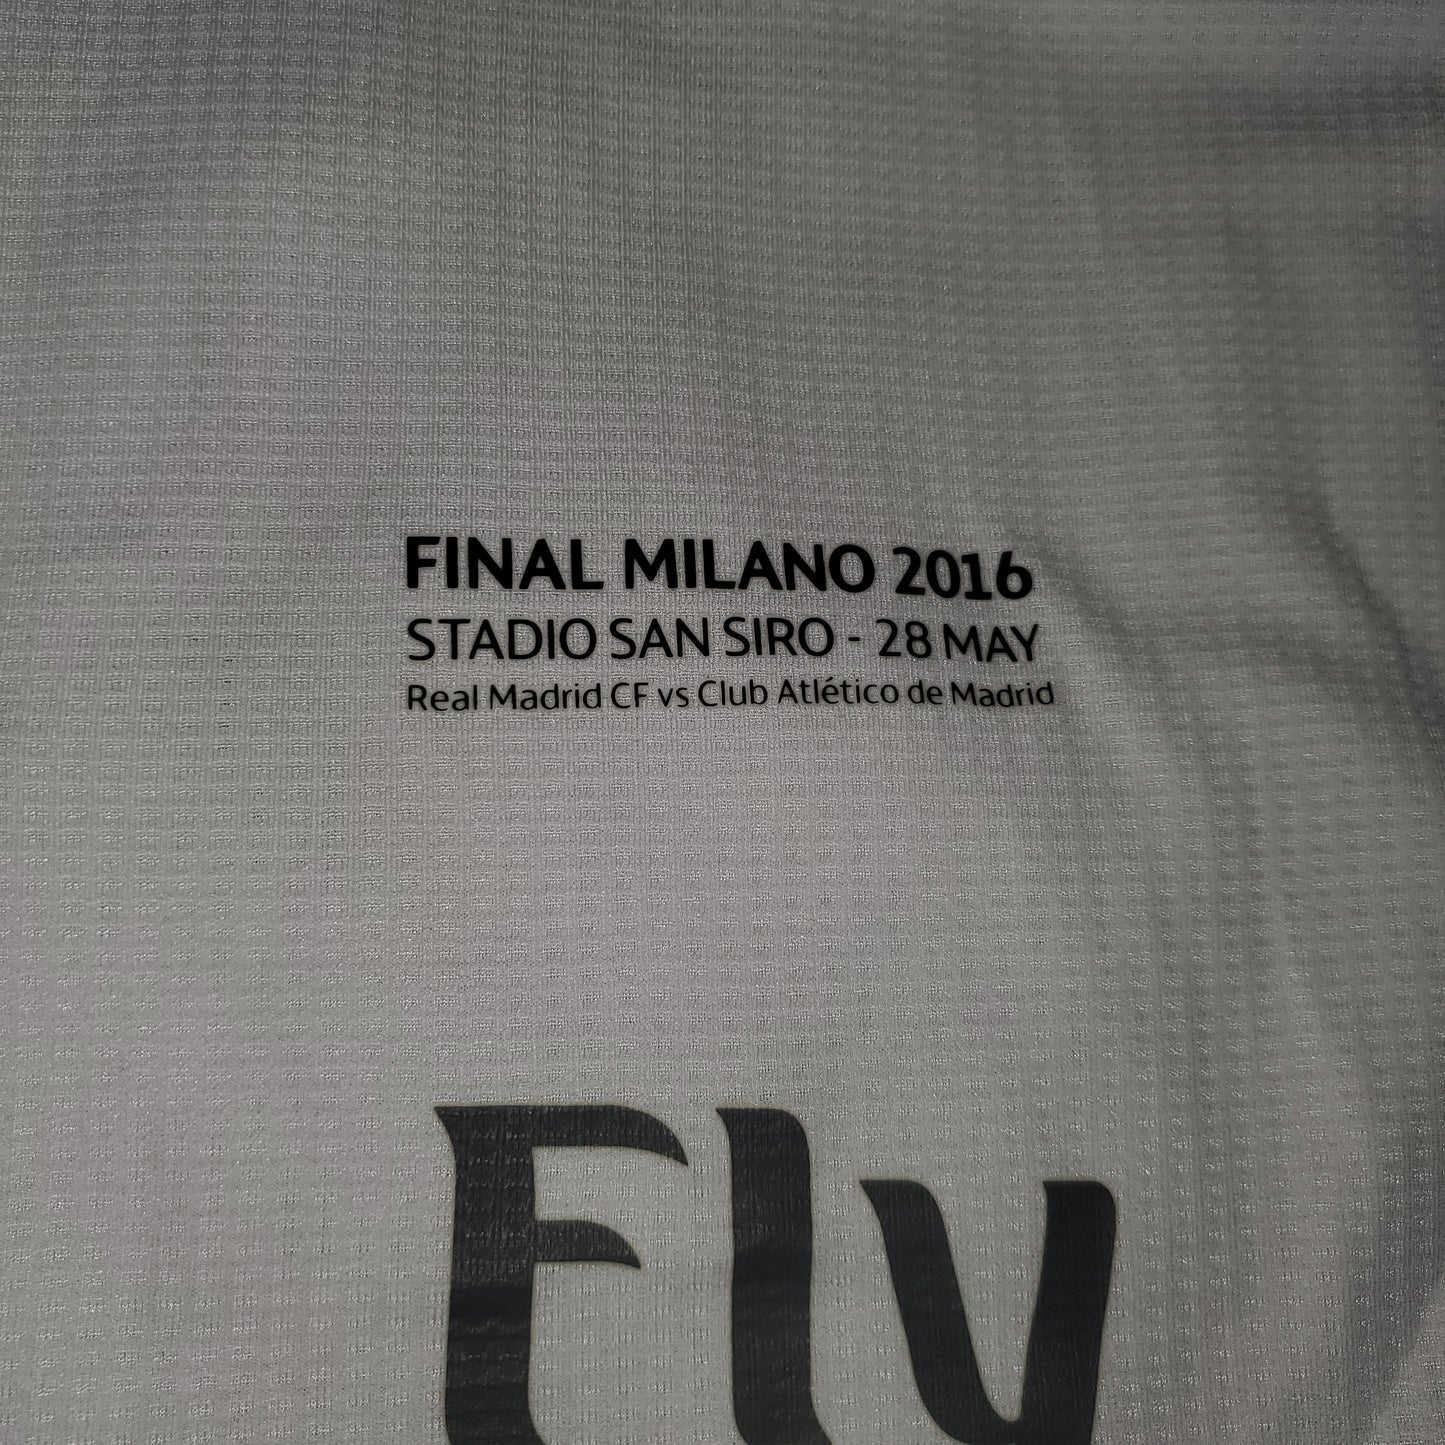 FINAL MILANO 2016
STADIO SAN SIRO - 28 MAY
Real Madrid CF vs Club Atlético de Madrid
Fly